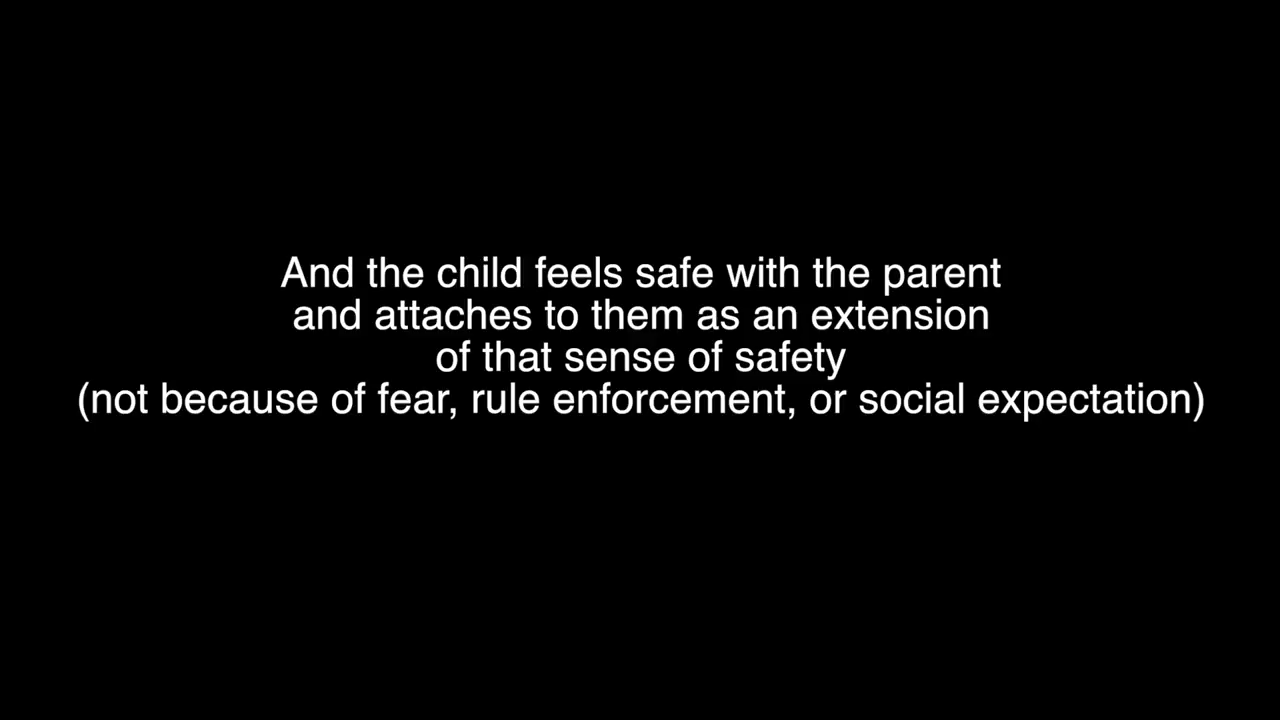 And the child feels safe with the parent
and attaches to them as an extension
of that sense of safety
(not because of fear, rule enforcement, or social expectation)